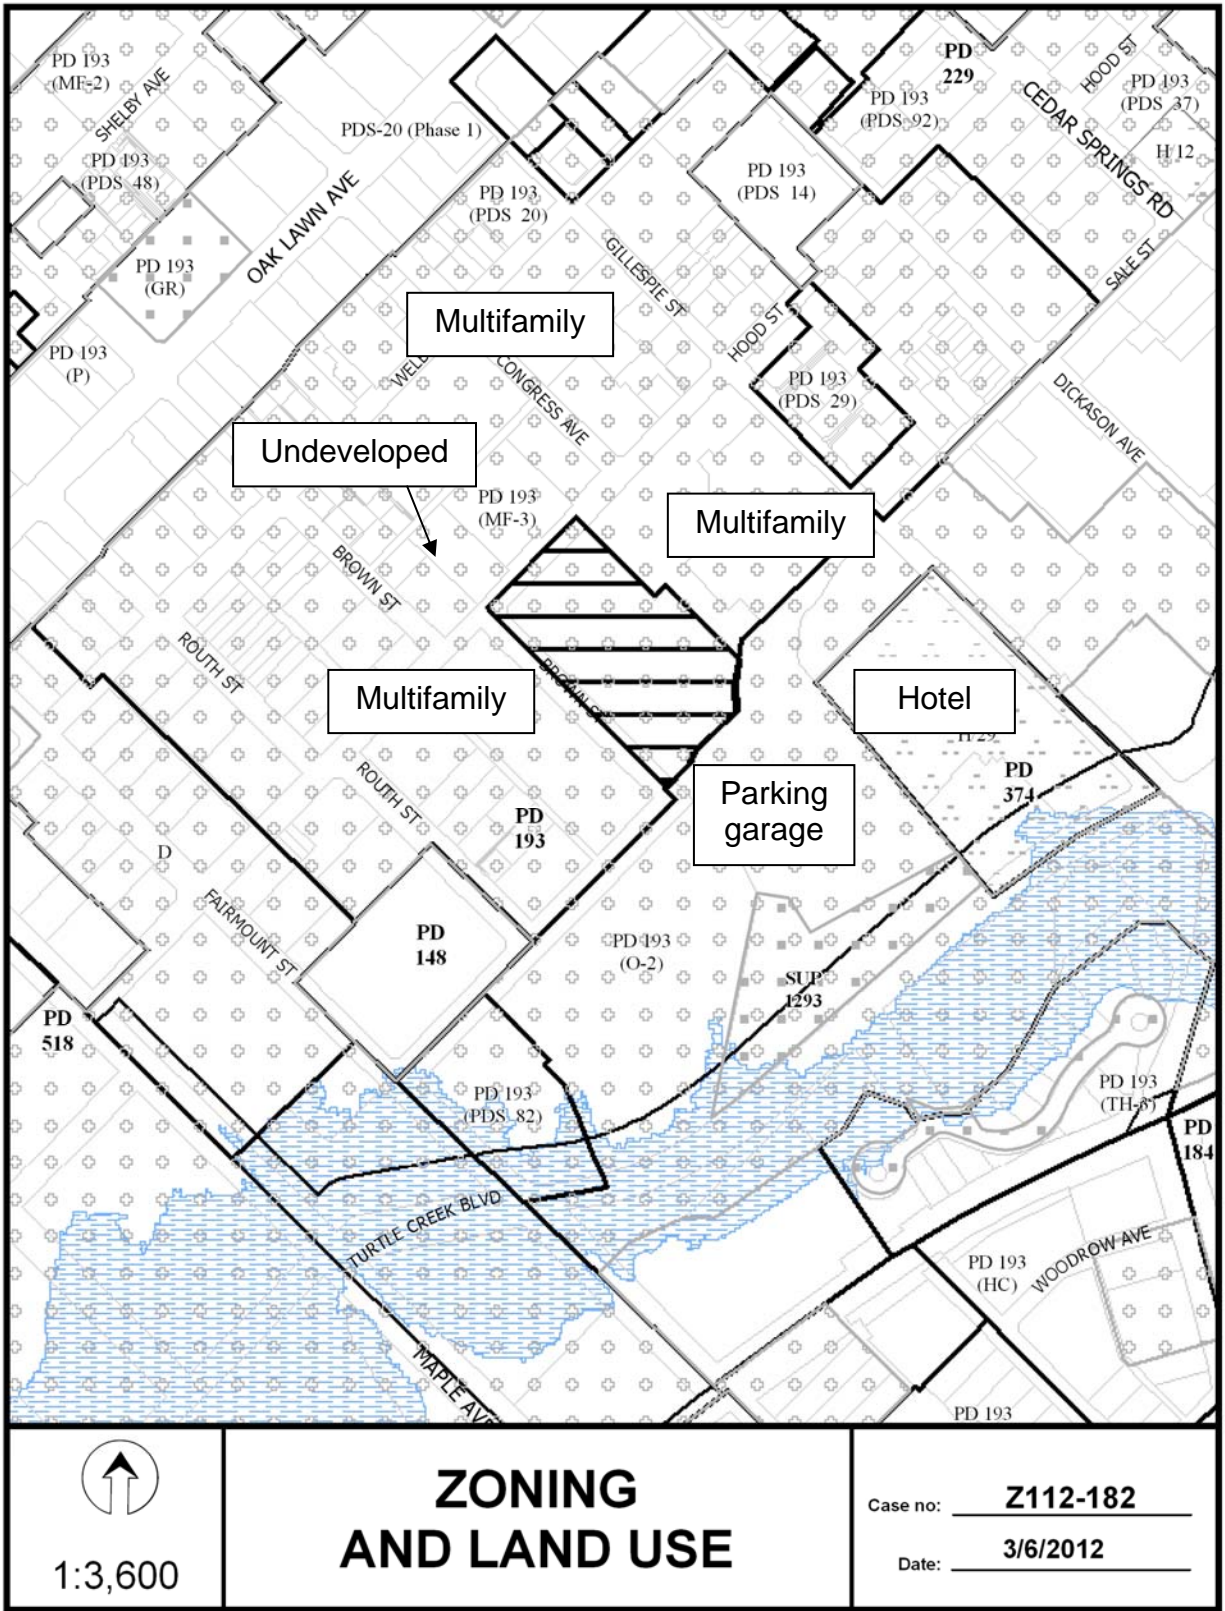 PD 193
(MF-2)
SHELBY AVE
PD 193
(PDS 48)
PDS-20 (Phase 1)
PD
229
HOOD ST
PD 193
(PDS 37)
PD 193
(PDS 92)
CEDAR SPRINGS RD
H/12
PD 193
(PDS 14)
PD 193
(PDS 20)
OAK LAWN AVE
PD 193
(GR)
GILLESPIE ST
SALE ST
PD 193
(P)
Multifamily
HOOD ST
CONGRESS AVE
PD 193
(PDS 29)
DICKASON AVE
Undeveloped
PD 193
(MF-3)
Multifamily
BROWN ST
ROUTH ST
BROWN ST
Multifamily
Hotel
H/29
PD
374
Parking
garage
ROUTH ST
PD
193
D
FAIRMOUNT ST
PD
148
PD 193
(O-2)
SUP
1293
PD
518
PD 193
(PDS 82)
PD 193
(TH-3)
PD
184
TURTLE CREEK BLVD
PD 193
(HC)
WOODROW AVE
MAPLE AVE
PD 193
1:3,600
ZONING
AND LAND USE
Case no: Z112-182
Date: 3/6/2012